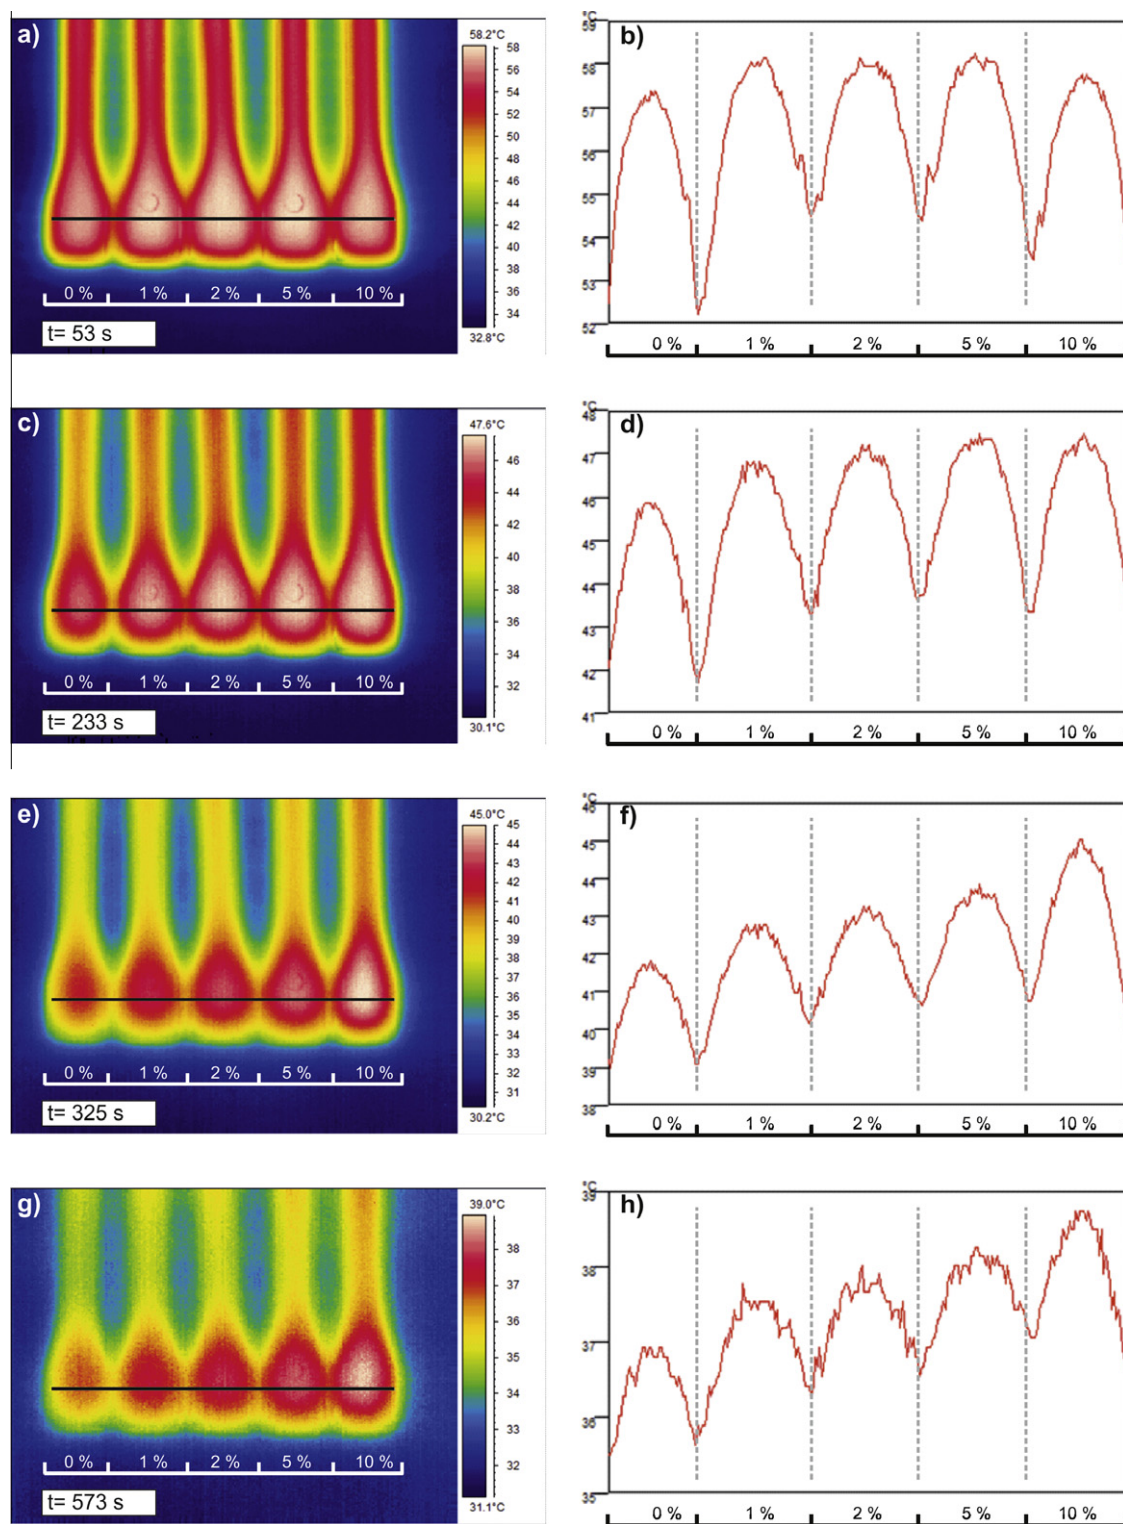 a)
58.2°C
58
56
54
52
50
48
46
44
42
40
38
36
34
32.8°C
0 % 1 % 2 % 5 % 10 %
t= 53 s
b)
°C
59
58
57
56
55
54
53
52
0 % 1 % 2 % 5 % 10 %
c)
47.6°C
46
44
42
40
38
36
34
32
30.1°C
0 % 1 % 2 % 5 % 10 %
t= 233 s
d)
°C
48
47
46
45
44
43
42
41
0 % 1 % 2 % 5 % 10 %
e)
45.0°C
45
44
43
42
41
40
39
38
37
36
35
34
33
32
31
30.2°C
0 % 1 % 2 % 5 % 10 %
t= 325 s
f)
°C
46
45
44
43
42
41
40
39
38
0 % 1 % 2 % 5 % 10 %
g)
39.0°C
38
37
36
35
34
33
32
31.1°C
0 % 1 % 2 % 5 % 10 %
t= 573 s
h)
°C
39
38
37
36
35
0 % 1 % 2 % 5 % 10 %